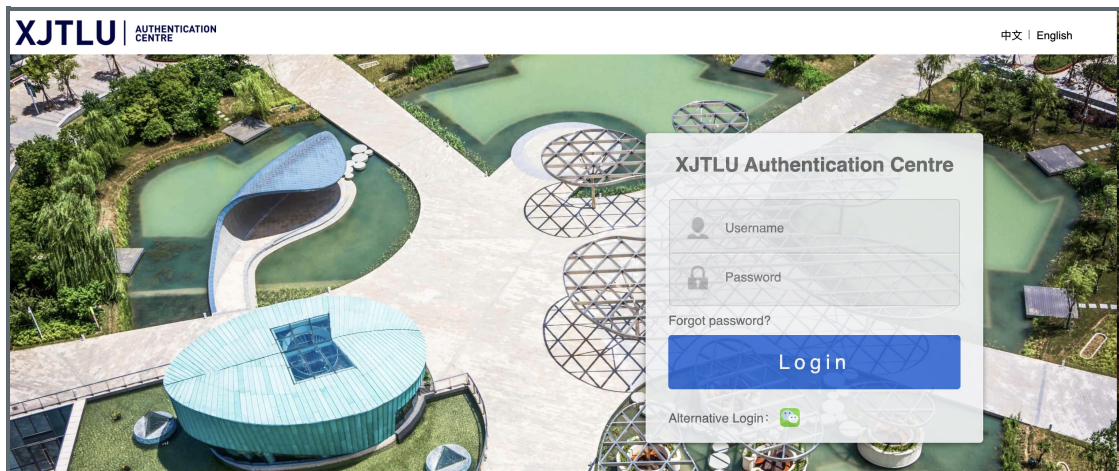 XJTLU
AUTHENTICATION
CENTRE
中文 | English
XJTLU Authentication Centre
Username
Password
Forgot password?
Login
Alternative Login：